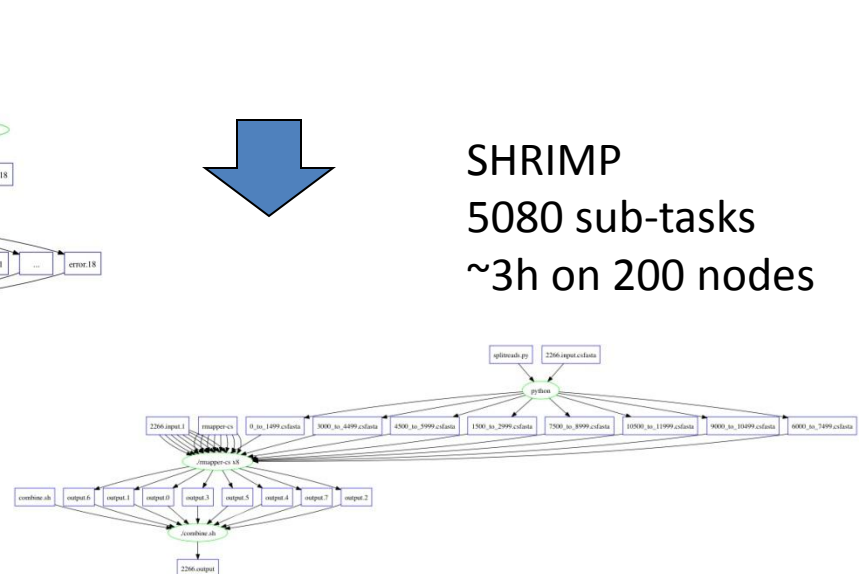 SHRIMP
5080 sub-tasks
~3h on 200 nodes
18
1
...
error.18
splitreads.py
2266.input.csfasta
python
2266.input.1
rmapper-cs
0_to_1499.csfasta
3000_to_4499.csfasta
4500_to_5999.csfasta
1500_to_2999.csfasta
7500_to_8999.csfasta
10500_to_11999.csfasta
9000_to_10499.csfasta
6000_to_7499.csfasta
./rmapper-cs x8
combine.sh
output.6
output.1
output.0
output.3
output.5
output.4
output.7
output.2
./combine.sh
2266.output